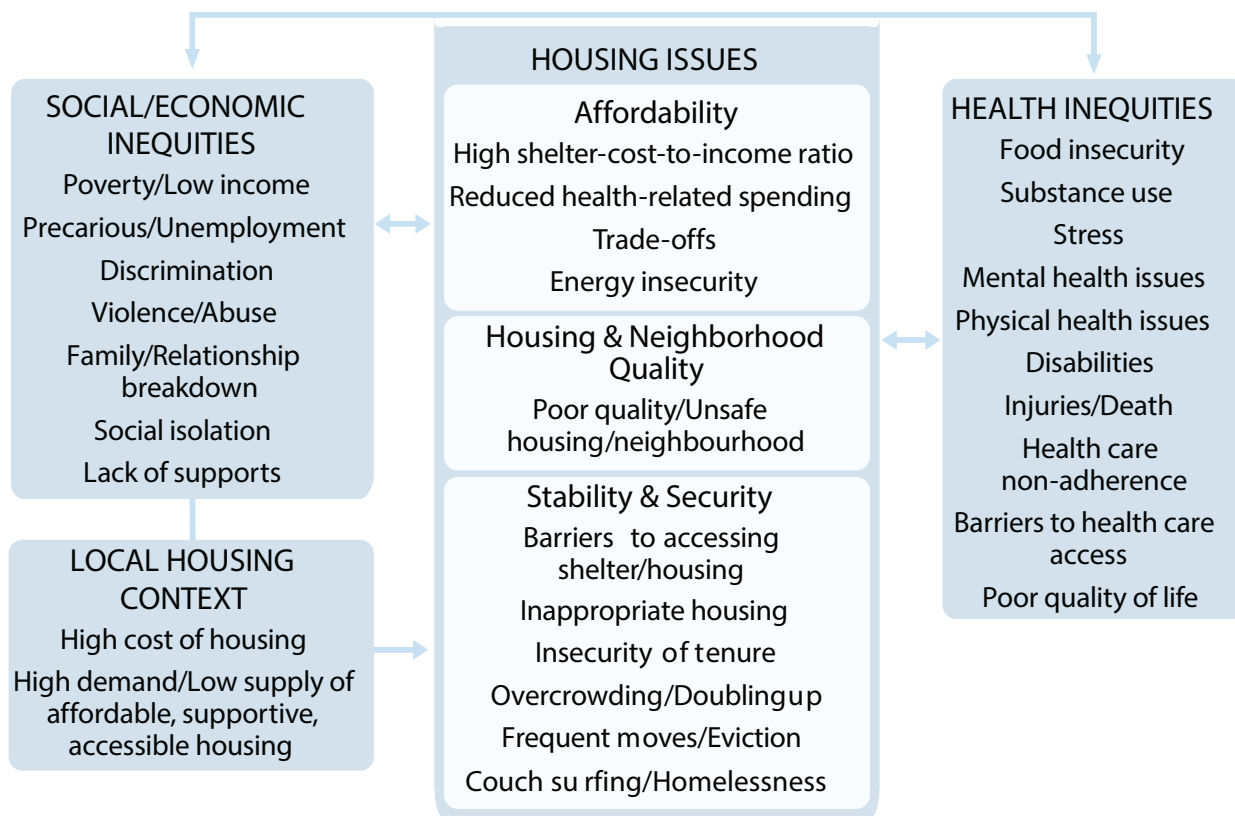 SOCIAL/ECONOMIC
INEQUITIES
Poverty/Low income
Precarious/Unemployment
Discrimination
Violence/Abuse
Family/Relationship
breakdown
Social isolation
Lack of supports
LOCAL HOUSING
CONTEXT
High cost of housing
High demand/Low supply of
affordable, supportive,
accessible housing
HOUSING ISSUES
Affordability
High shelter-cost-to-income ratio
Reduced health-related spending
Trade-offs
Energy insecurity
Housing & Neighborhood
Quality
Poor quality/Unsafe
housing/neighbourhood
Stability & Security
Barriers to accessing
shelter/housing
Inappropriate housing
Insecurity of tenure
Overcrowding/Doublingup
Frequent moves/Eviction
Couch su rfing/Homelessness
HEALTH INEQUITIES
Food insecurity
Substance use
Stress
Mental health issues
Physical health issues
Disabilities
Injuries/Death
Health care
non-adherence
Barriers to health care
access
Poor quality of life